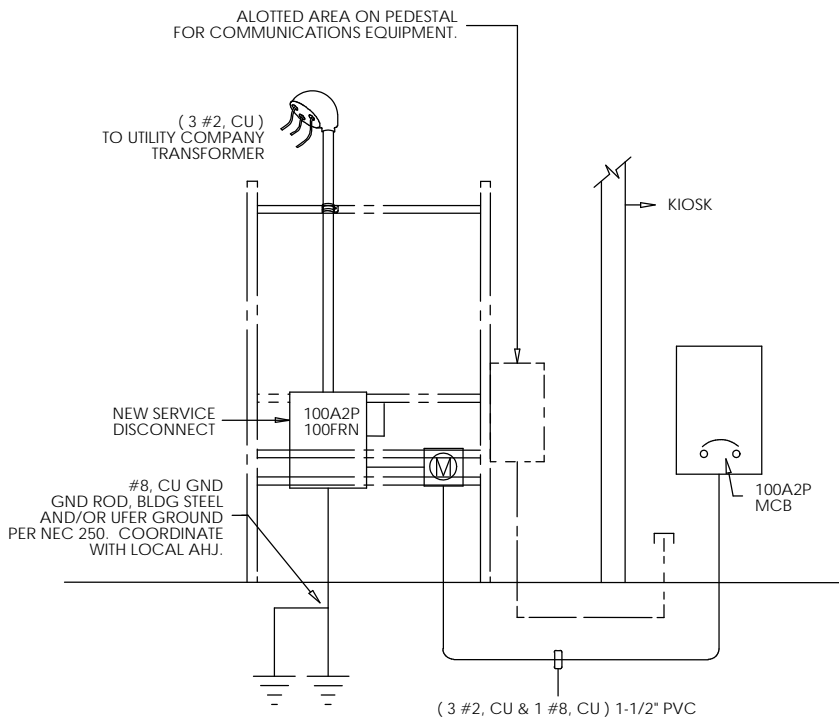 ALOTTED AREA ON PEDESTAL
FOR COMMUNICATIONS EQUIPMENT.
( 3 #2, CU )
TO UTILITY COMPANY
TRANSFORMER
KIOSK
NEW SERVICE
DISCONNECT
100A2P
100FRN
M
#8, CU GND
GND ROD, BLDG STEEL
AND/OR UFER GROUND
PER NEC 250. COORDINATE
WITH LOCAL AHJ.
100A2P
MCB
( 3 #2, CU & 1 #8, CU ) 1-1/2" PVC